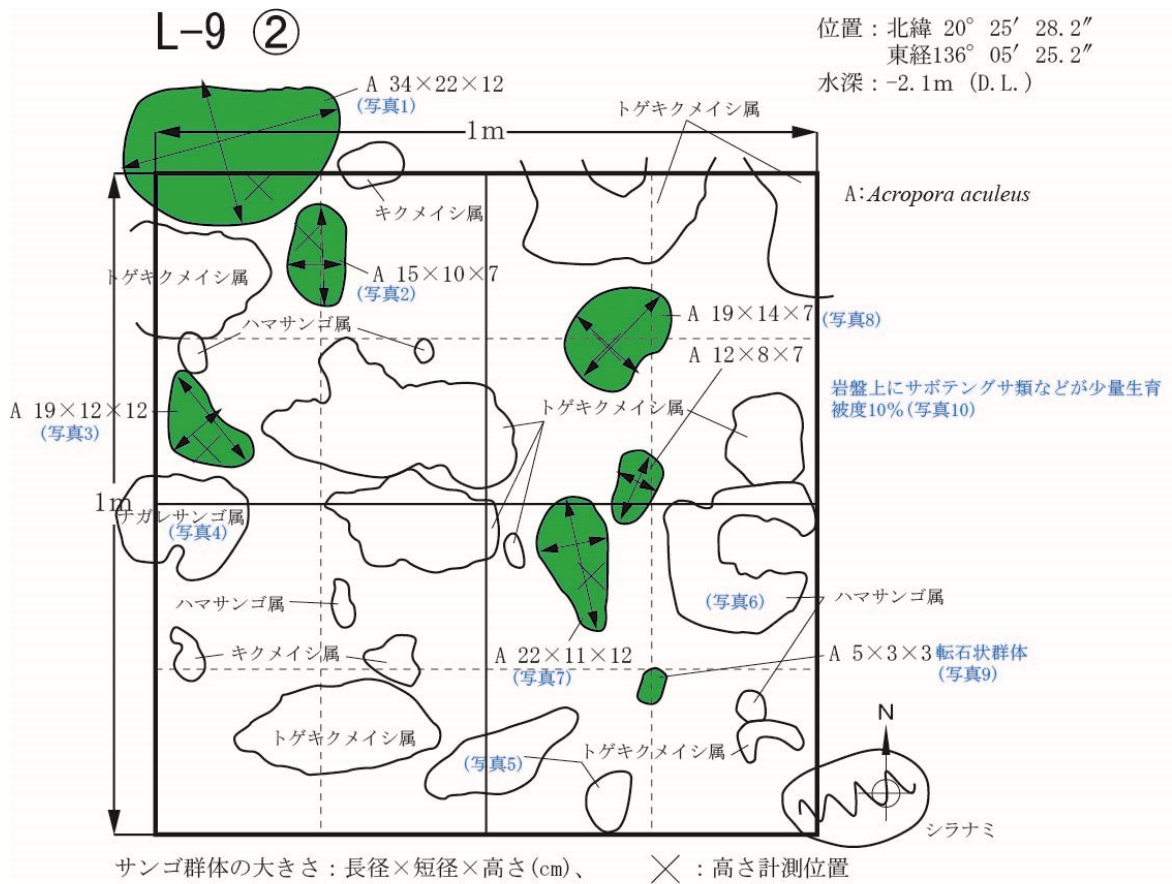 L-9 ②
位置：北緯 20° 25′ 28.2″
東経136° 05′ 25.2″
水深：-2.1m (D.L.)
A 34×22×12
(写真1)
トゲキクメイシ属
1m
A:Acropora aculeus
キクメイシ属
トゲキクメイシ属
A 15×10×7
(写真2)
A 19×14×7 (写真8)
ハマサンゴ属
A 12×8×7
岩盤上にサボテングサ類などが少量生育
被度10%(写真10)
A 19×12×12
(写真3)
トゲキクメイシ属
1m
ナガレサンゴ属
(写真4)
(写真6)
ハマサンゴ属
ハマサンゴ属
キクメイシ属
A 22×11×12
(写真7)
A 5×3×3 転石状群体
(写真9)
N
トゲキクメイシ属
(写真5)
トゲキクメイシ属
シラナミ
サンゴ群体の大きさ：長径×短径×高さ(cm)、 ×：高さ計測位置